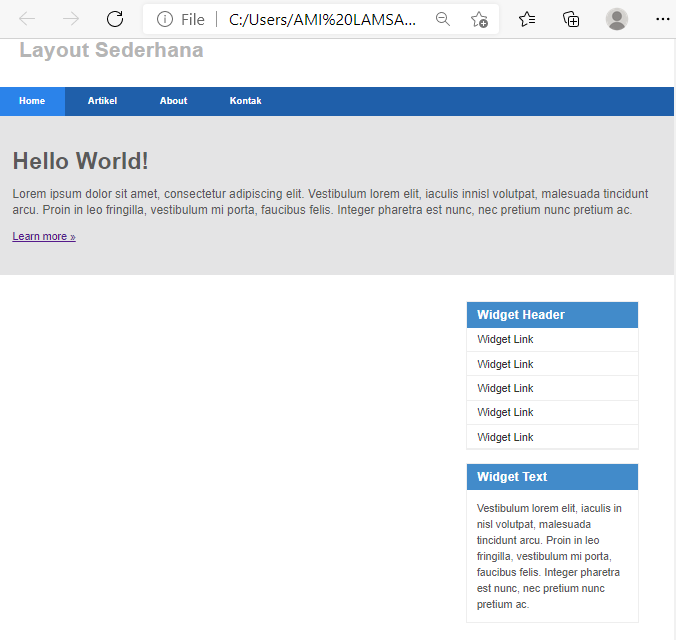 File | C:/Users/AMI%20LAMSA...
Layout Sederhana
Home Artikel About Kontak
Hello World!
Lorem ipsum dolor sit amet, consectetur adipiscing elit. Vestibulum lorem elit, iaculis innisl volutpat, malesuada tincidunt
arcu. Proin in leo fringilla, vestibulum mi porta, faucibus felis. Integer pharetra est nunc, nec pretium nunc pretium ac.
Learn more »
Widget Header
Widget Link
Widget Link
Widget Link
Widget Link
Widget Link
Widget Text
Vestibulum lorem elit, iaculis in
nisl volutpat, malesuada
tincidunt arcu. Proin in leo
fringilla, vestibulum mi porta,
faucibus felis. Integer pharetra
est nunc, nec pretium nunc
pretium ac.